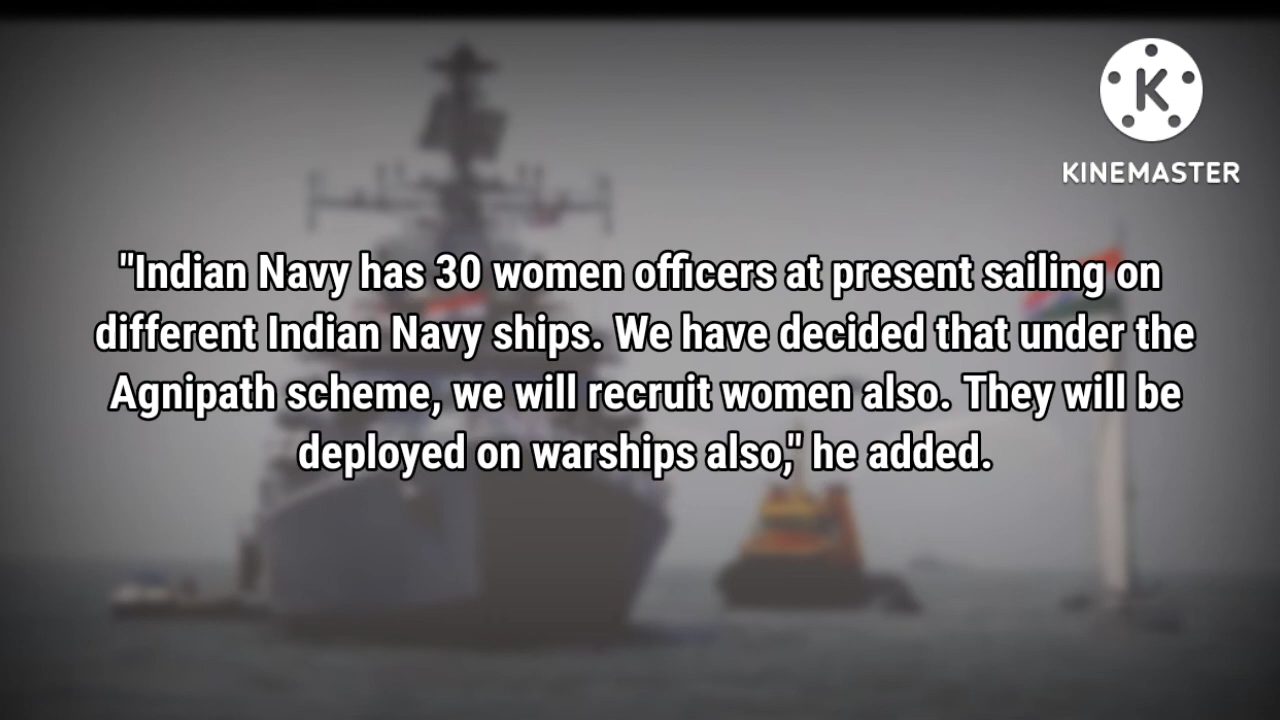 K
KINEMASTER
"Indian Navy has 30 women officers at present sailing on
different Indian Navy ships. We have decided that under the
Agnipath scheme, we will recruit women also. They will be
deployed on warships also," he added.